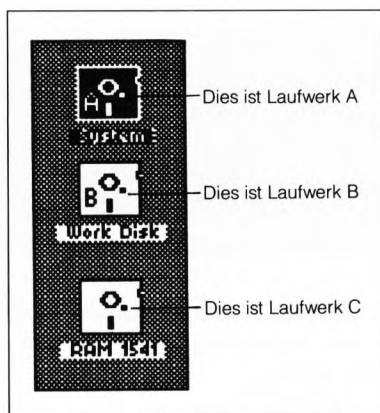 A
Dies ist Laufwerk A
System
B
Dies ist Laufwerk B
Work Disk
Dies ist Laufwerk C
RAM 1541